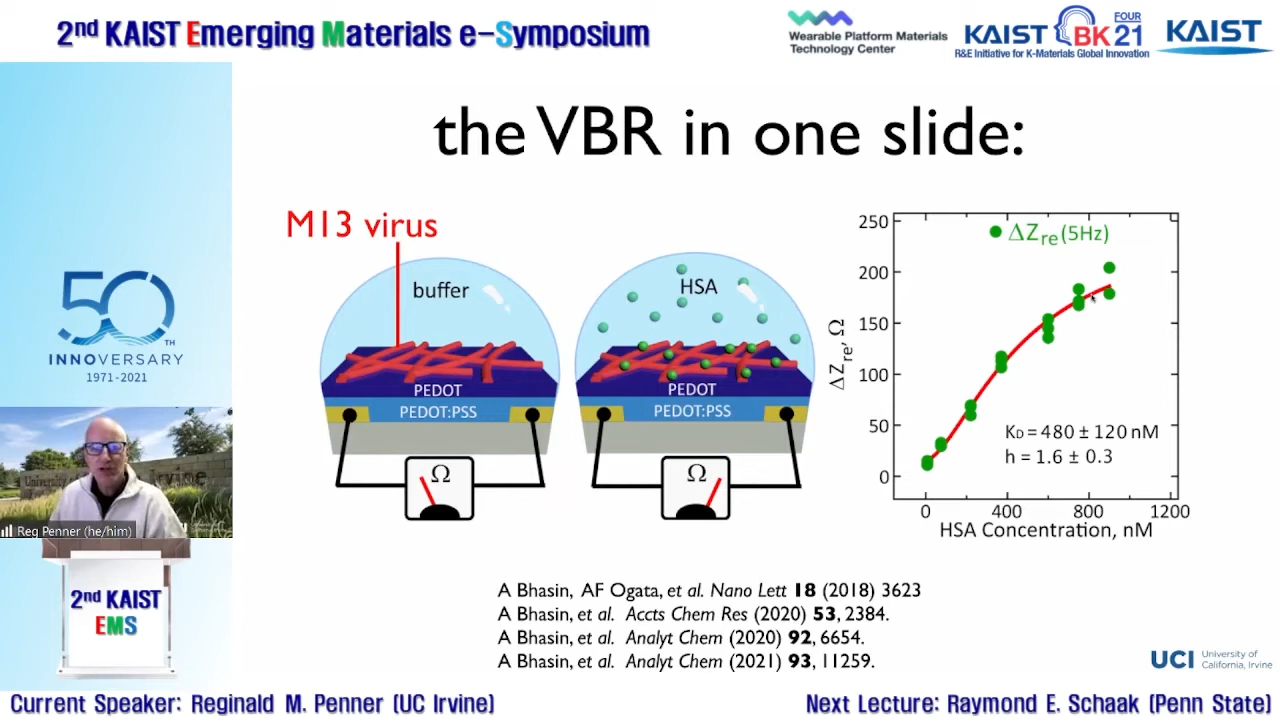 2nd KAIST Emerging Materials e-Symposium
Wearable Platform Materials
Technology Center
KAIST BK FOUR 21
R&E Initiative for K-Materials Global Innovation
KAIST
the VBR in one slide:
50 TH
INNOVERSARY
1971-2021
M13 virus
buffer
PEDOT
PEDOT:PSS
Ω
HSA
PEDOT
PEDOT:PSS
Ω
250
200
150
100
50
0
ΔZre, Ω
ΔZre (5Hz)
KD = 480 ± 120 nM
h = 1.6 ± 0.3
0 400 800 1200
HSA Concentration, nM
Reg Penner (he/him)
2nd KAIST
EMS
A Bhasin, AF Ogata, et al. Nano Lett 18 (2018) 3623
A Bhasin, et al. Accts Chem Res (2020) 53, 2384.
A Bhasin, et al. Analyt Chem (2020) 92, 6654.
A Bhasin, et al. Analyt Chem (2021) 93, 11259.
UCI University of
California, Irvine
Current Speaker: Reginald M. Penner (UC Irvine)
Next Lecture: Raymond E. Schaak (Penn State)